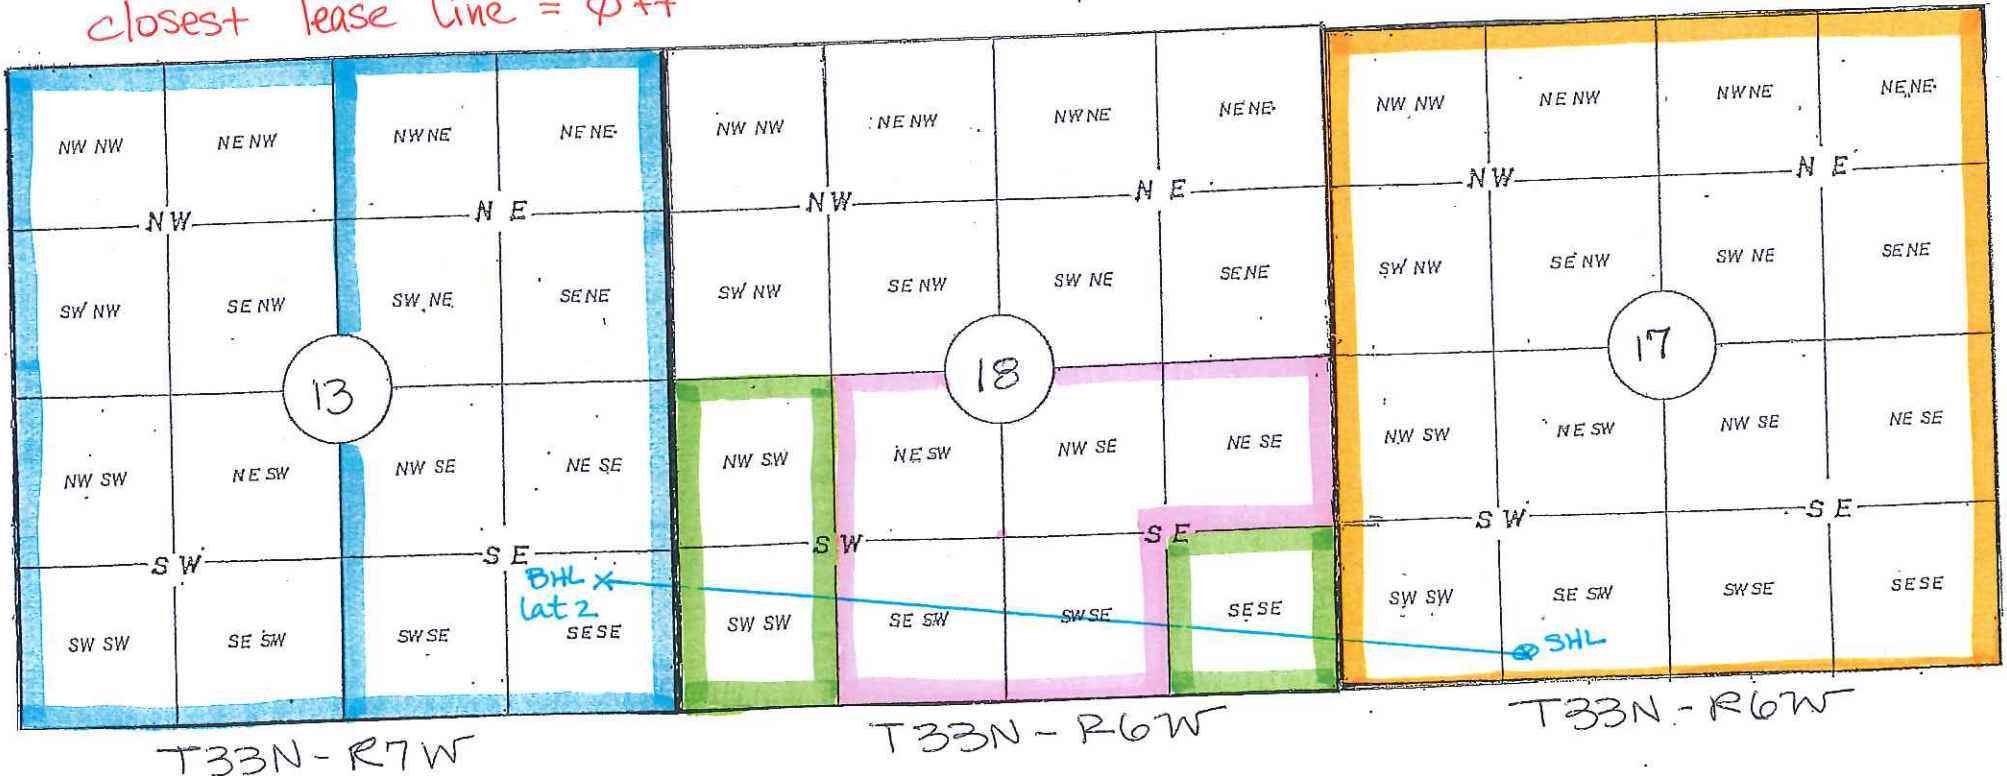 closest lease line = Ø ft
NW NW NE NW NW NE NE NE NW NW NE NW NW NE NE NE NW NW NE NW NW NE NE NE
NW N E NW N E NW N E
SW NW SE NW SW NE SE NE SW NW SE NW SW NE SE NE SW NW SE NW SW NE SE NE
13 18 17
NW SW NE SW NW SE NE SE NW SW NE SW NW SE NE SE NW SW NE SW NW SE NE SE
SW S E SW S E SW S E
BHL
lat 2
SW SW SE SW SW SE SE SE SW SW SE SW SW SE SE SE SW SW SE SW SW SE SE SE
SHL
T33N - R7W T33N - R6W T33N - R6W